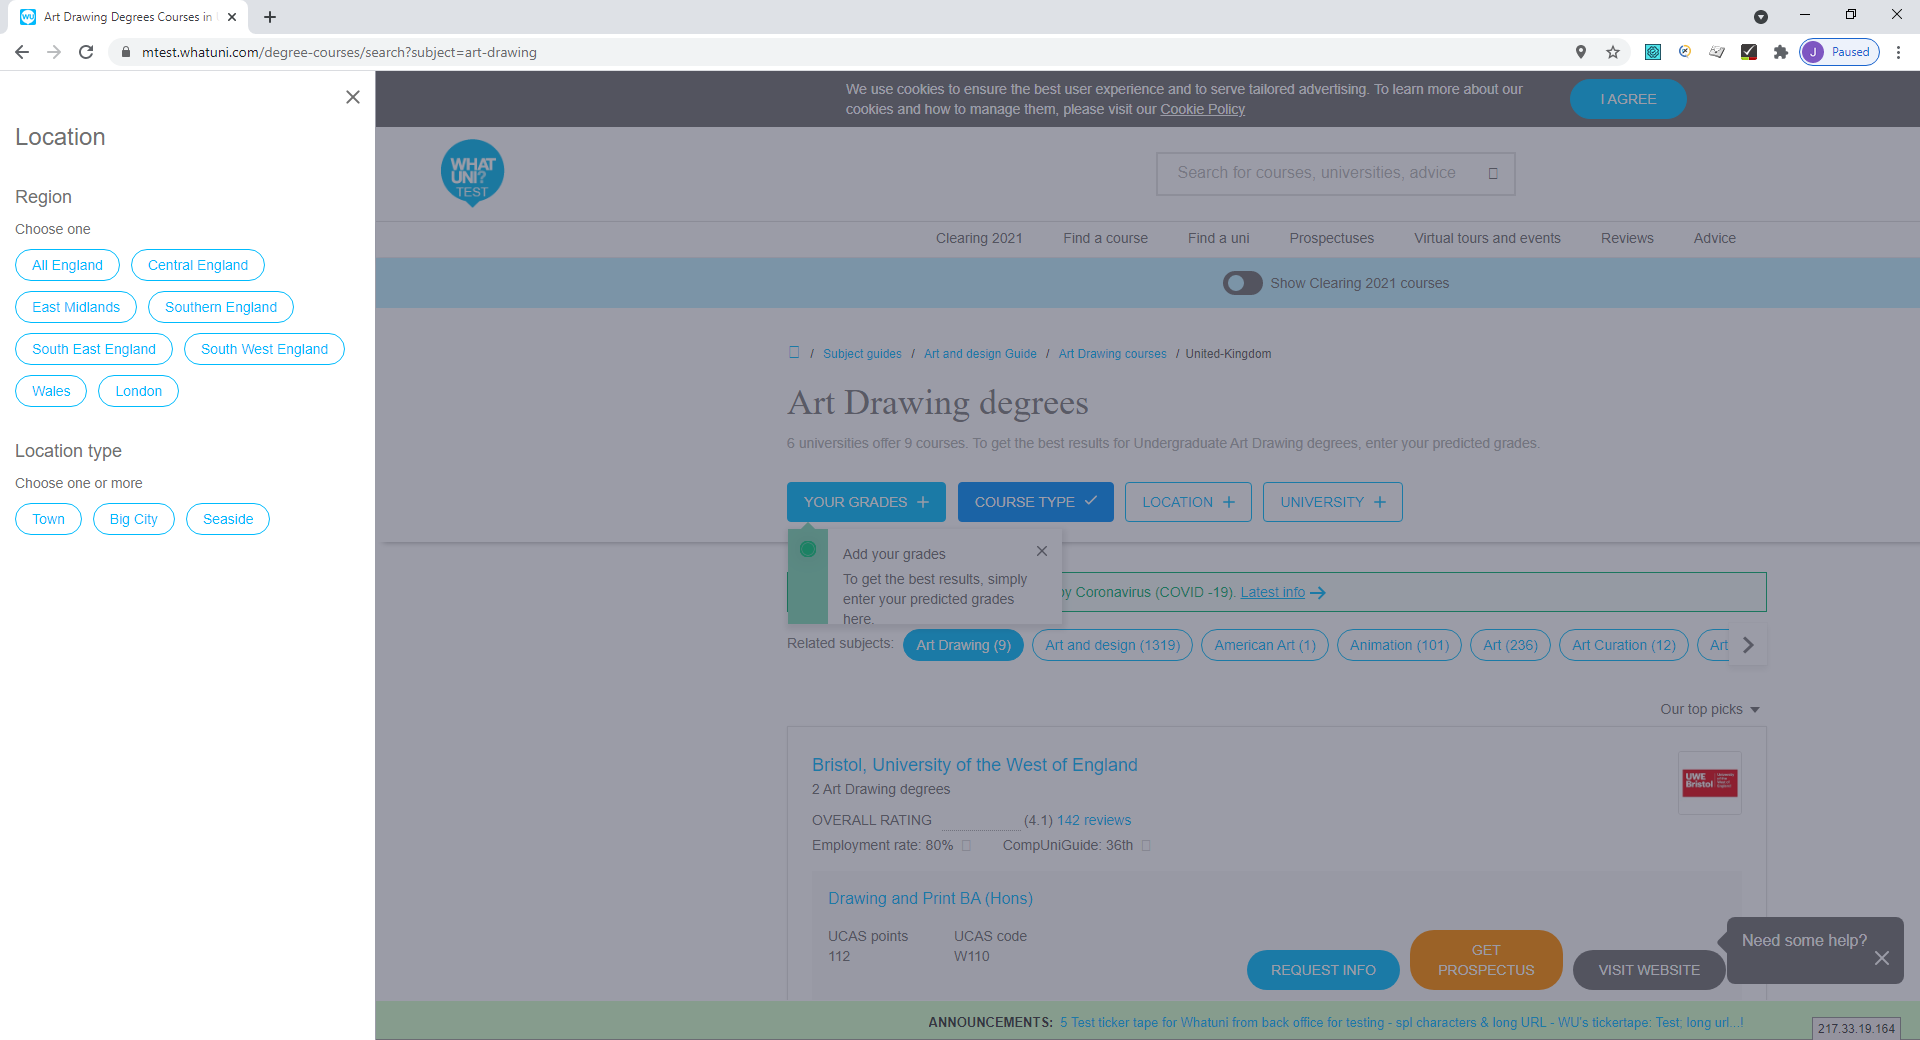 Art Drawing Degrees Courses in
mtest.whatuni.com/degree-courses/search?subject=art-drawing
J Paused
Location
Region
Choose one
All England
Central England
East Midlands
Southern England
South East England
South West England
Wales
London
Location type
Choose one or more
Town
Big City
Seaside
We use cookies to ensure the best user experience and to serve tailored advertising. To learn more about our
cookies and how to manage them, please visit our Cookie Policy
I AGREE
WHAT
UNI?
TEST
Search for courses, universities, advice
Clearing 2021 Find a course Find a uni Prospectuses Virtual tours and events Reviews Advice
Show Clearing 2021 courses
/ Subject guides / Art and design Guide / Art Drawing courses / United-Kingdom
Art Drawing degrees
6 universities offer 9 courses. To get the best results for Undergraduate Art Drawing degrees, enter your predicted grades.
YOUR GRADES
COURSE TYPE
LOCATION
UNIVERSITY
Add your grades
To get the best results, simply
enter your predicted grades
here.
by Coronavirus (COVID -19). Latest info
Related subjects: Art Drawing (9) Art and design (1319) American Art (1) Animation (101) Art (236) Art Curation (12) Art
Our top picks
Bristol, University of the West of England
2 Art Drawing degrees
UWE
Bristol
OVERALL RATING (4.1) 142 reviews
Employment rate: 80% CompUniGuide: 36th
Drawing and Print BA (Hons)
UCAS points UCAS code
112 W110
REQUEST INFO
GET
PROSPECTUS
VISIT WEBSITE
Need some help?
ANNOUNCEMENTS: 5 Test ticker tape for Whatuni from back office for testing - spl characters & long URL - WU's tickertape: Test; long url...!
217.33.19.164